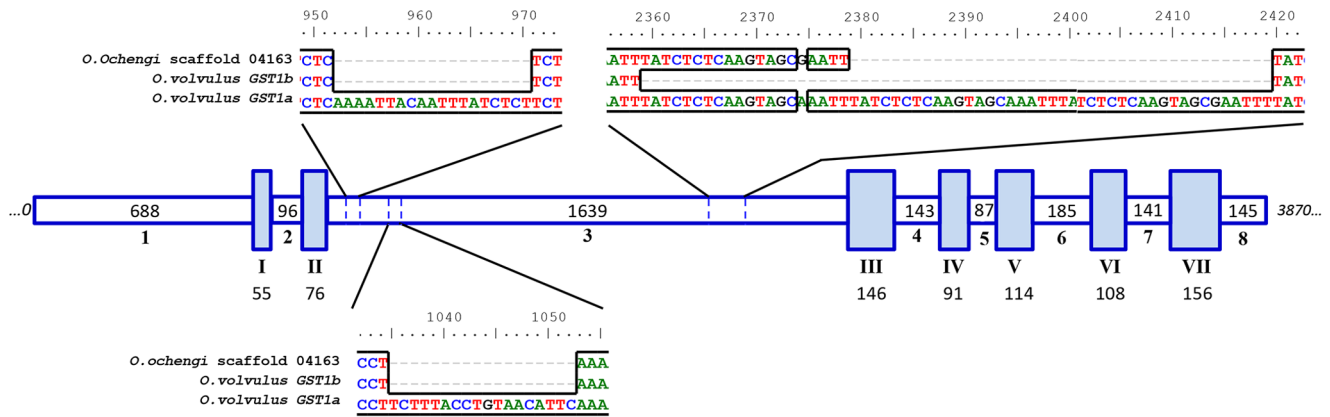 950 960 970 2360 2370 2380 2390 2400 2410 2420
O.Ochengi scaffold 04163 CTC-------------------TCT ATTTATCTCTCAAGTAGCGAATT-----------------------------------------TAT
O.volvulus GST1b CTC-------------------TCT ATT-------------------------------------------------------------TAT
O.volvulus GST1a CTCAAAATTACAATTTATCTCTTCT ATTTATCTCTCAAGTAGCAAATTTATCTCTCAAGTAGCAAATTTATCTCTCAAGTAGCGAATTTTAT
...0 688 96 1639 143 87 185 141 145 3870...
1 2 3 4 5 6 7 8
I II III IV V VI VII
55 76 146 91 114 108 156
1040 1050
O.ochengi scaffold 04163 CCT------------------AAA
O.volvulus GST1b CCT------------------AAA
O.volvulus GST1a CCTTCTTTACCTGTAACATTCAAA